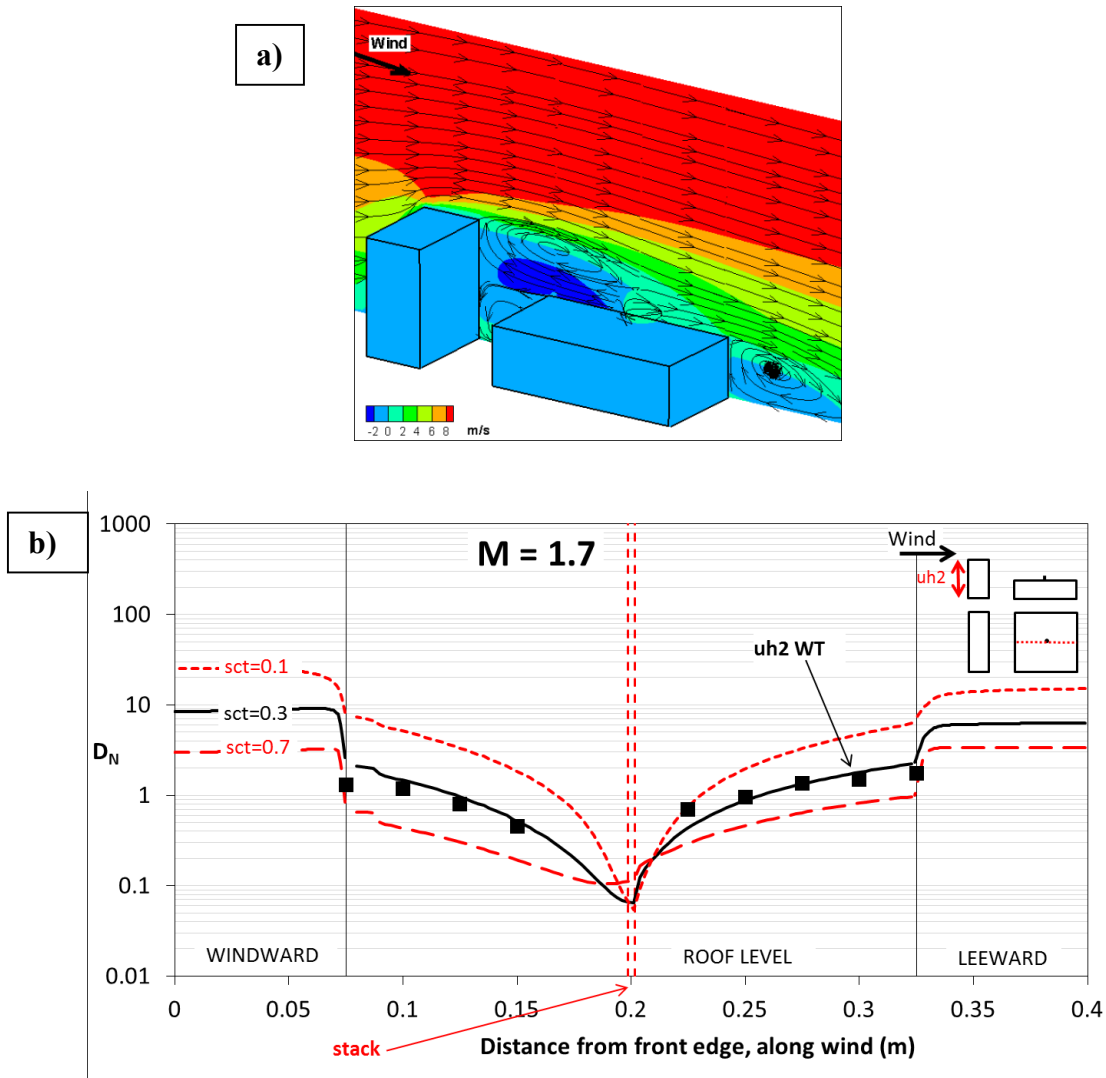 a)
Wind
-2 0 2 4 6 8 m/s
b)
1000
100
10
1
0.1
0.01
D_N
M = 1.7
Wind
uh2
uh2 WT
sct=0.1
sct=0.3
sct=0.7
WINDWARD
ROOF LEVEL
LEEWARD
0 0.05 0.1 0.15 0.2 0.25 0.3 0.35 0.4
stack
Distance from front edge, along wind (m)